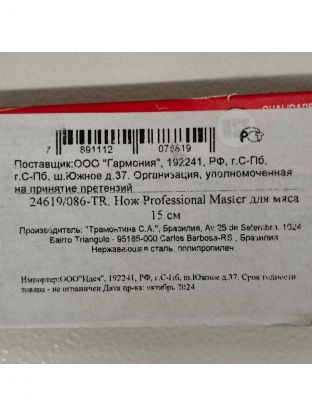 QUALIDADE
7 891112 078619
Поставщик:ООО "Гармония", 192241, РФ, г.С-Пб,
г.С-Пб, ш.Южное д.37. Организация, уполномоченная
на принятие претензий
24619/086-TR. Нож Professional Master для мяса
15 см
Производитель: "Трамонтина С.А.", Бразилия, Av 25 de Setembro, 1024
Bairro Triangulo - 95185-000 Carlos Barbosa-RS , Бразилия
Нержавеющая сталь, полипропилен.
Импортер:ООО"Идея", 192241, РФ, г.С-Пб, ш.Южное д.37. Срок годности
товара - не ограничен Дата пр-ва: октябрь 2024